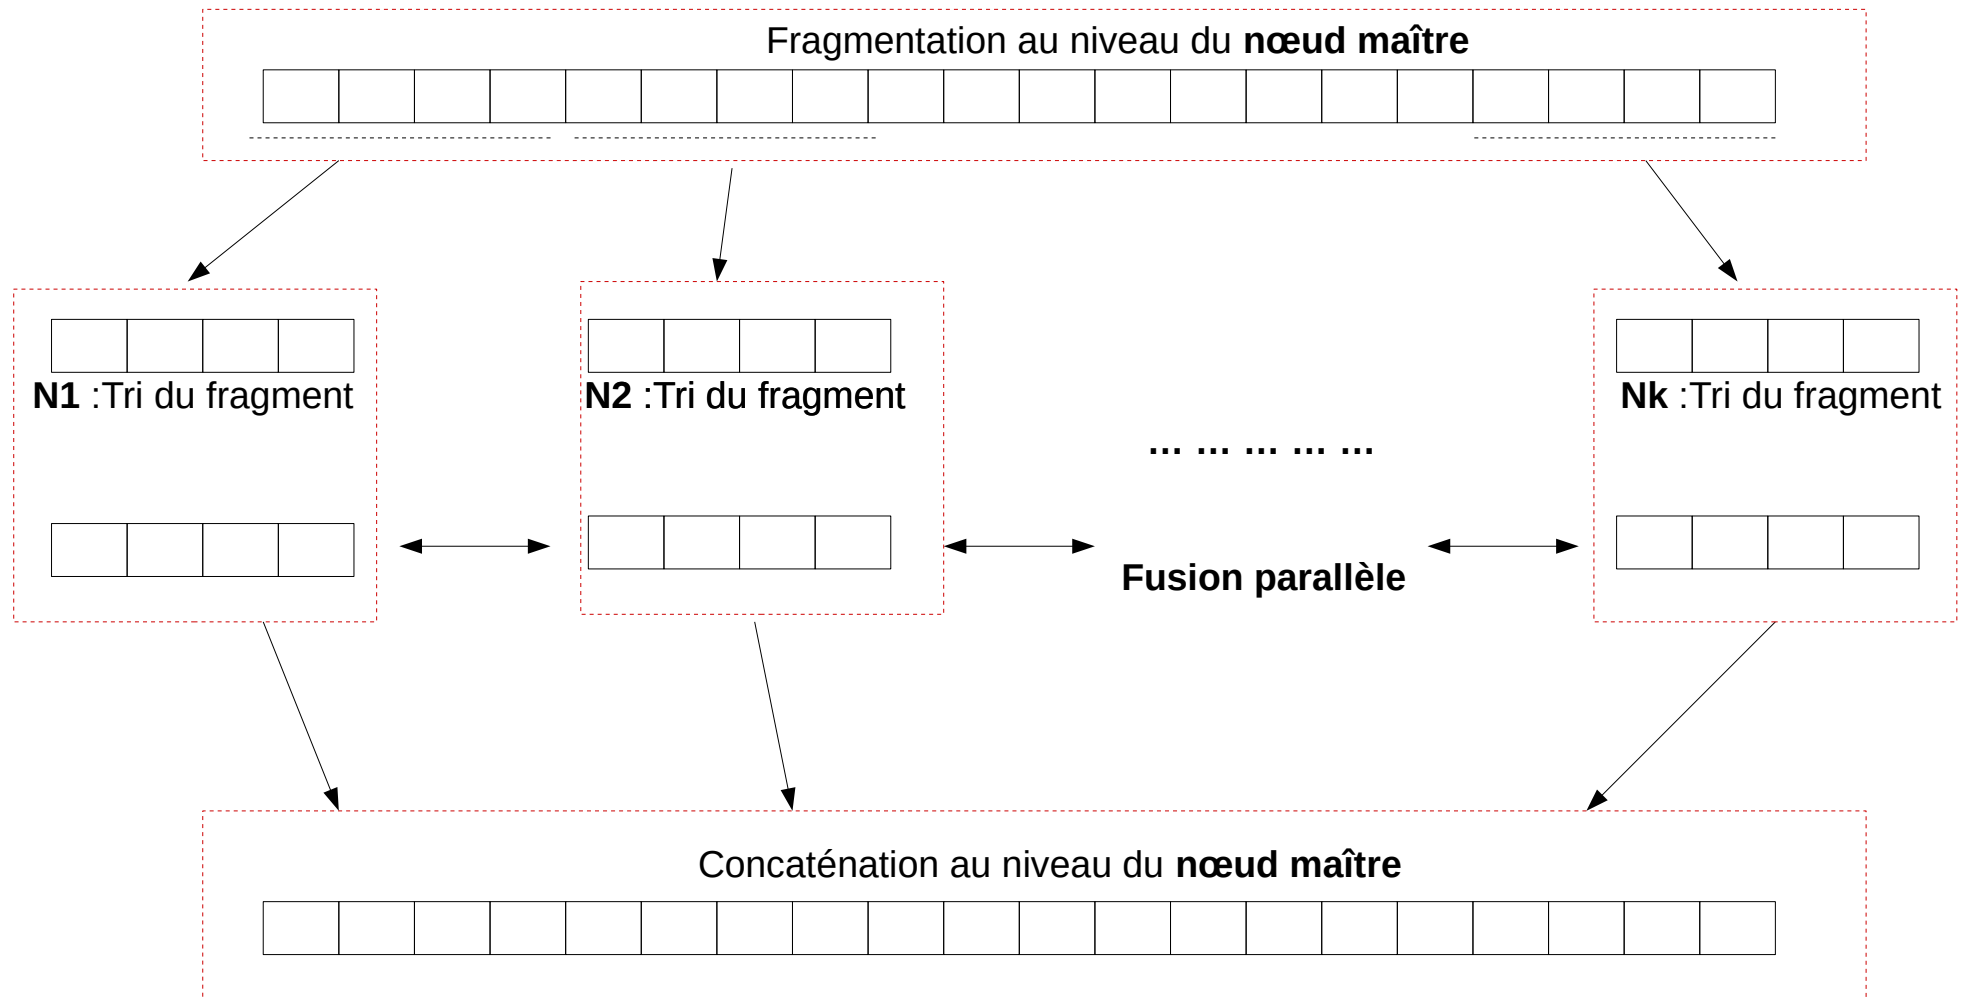 Fragmentation au niveau du nœud maître
N1 :Tri du fragment
N2 :Tri du fragment
Nk :Tri du fragment
... ... ... ... ...
Fusion parallèle
Concaténation au niveau du nœud maître